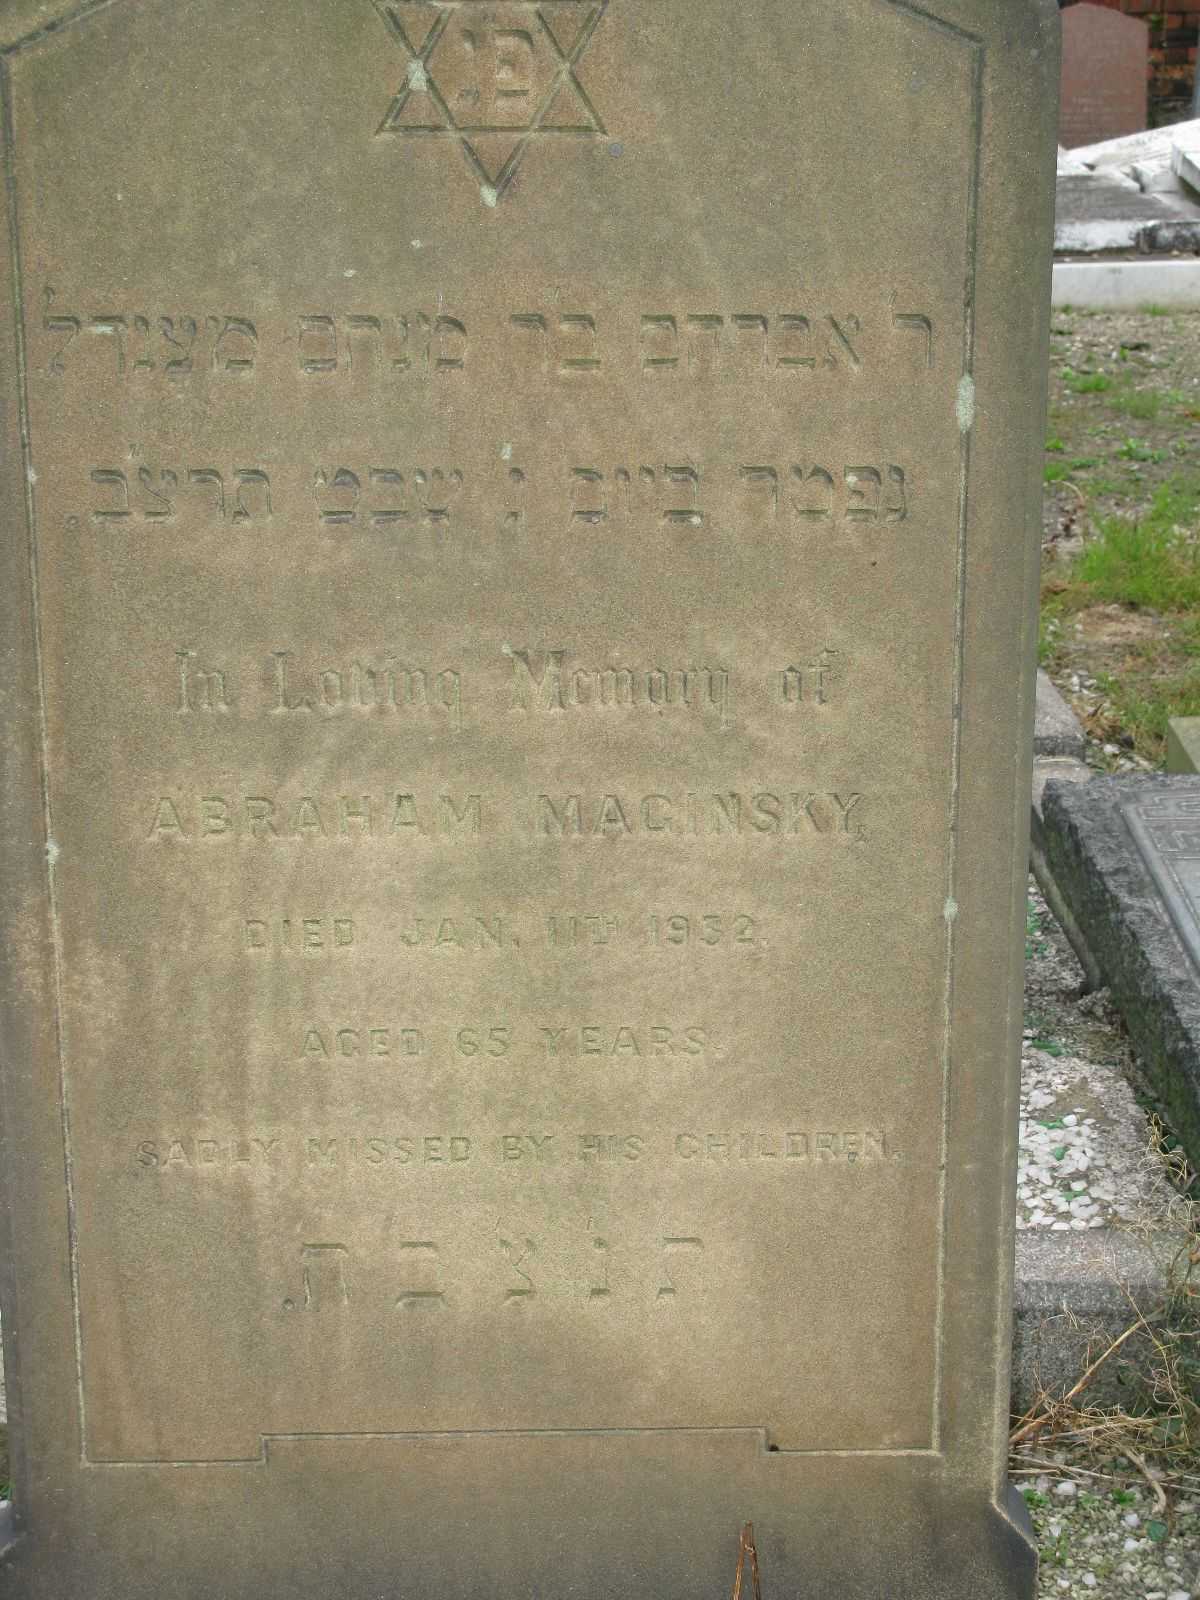 פ.נ
ר' אברהם בר מנחם מענדל
נפטר ביום ג' שבט תרצ"ב.
In Loving Memory of
ABRAHAM MAGINSKY,
DIED JAN. 11TH 1932.
AGED 65 YEARS.
SADLY MISSED BY HIS CHILDREN.
ת נ צ ב ה.